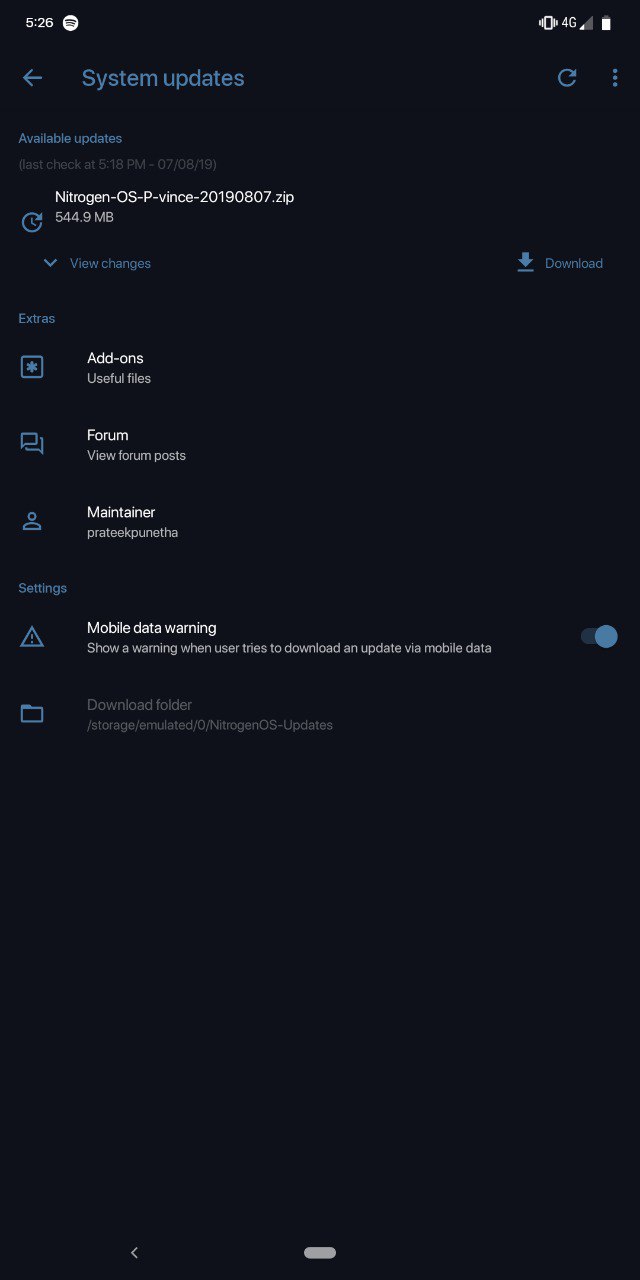 5:26
4G
System updates
Available updates
(last check at 5:18 PM - 07/08/19)
Nitrogen-OS-P-vince-20190807.zip
544.9 MB
View changes
Download
Extras
Add-ons
Useful files
Forum
View forum posts
Maintainer
prateekpunetha
Settings
Mobile data warning
Show a warning when user tries to download an update via mobile data
Download folder
/storage/emulated/0/NitrogenOS-Updates